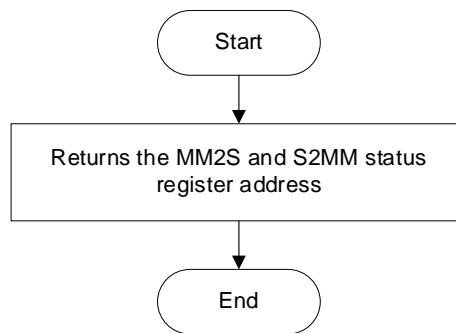 Start
Returns the MM2S and S2MM status
register address
End